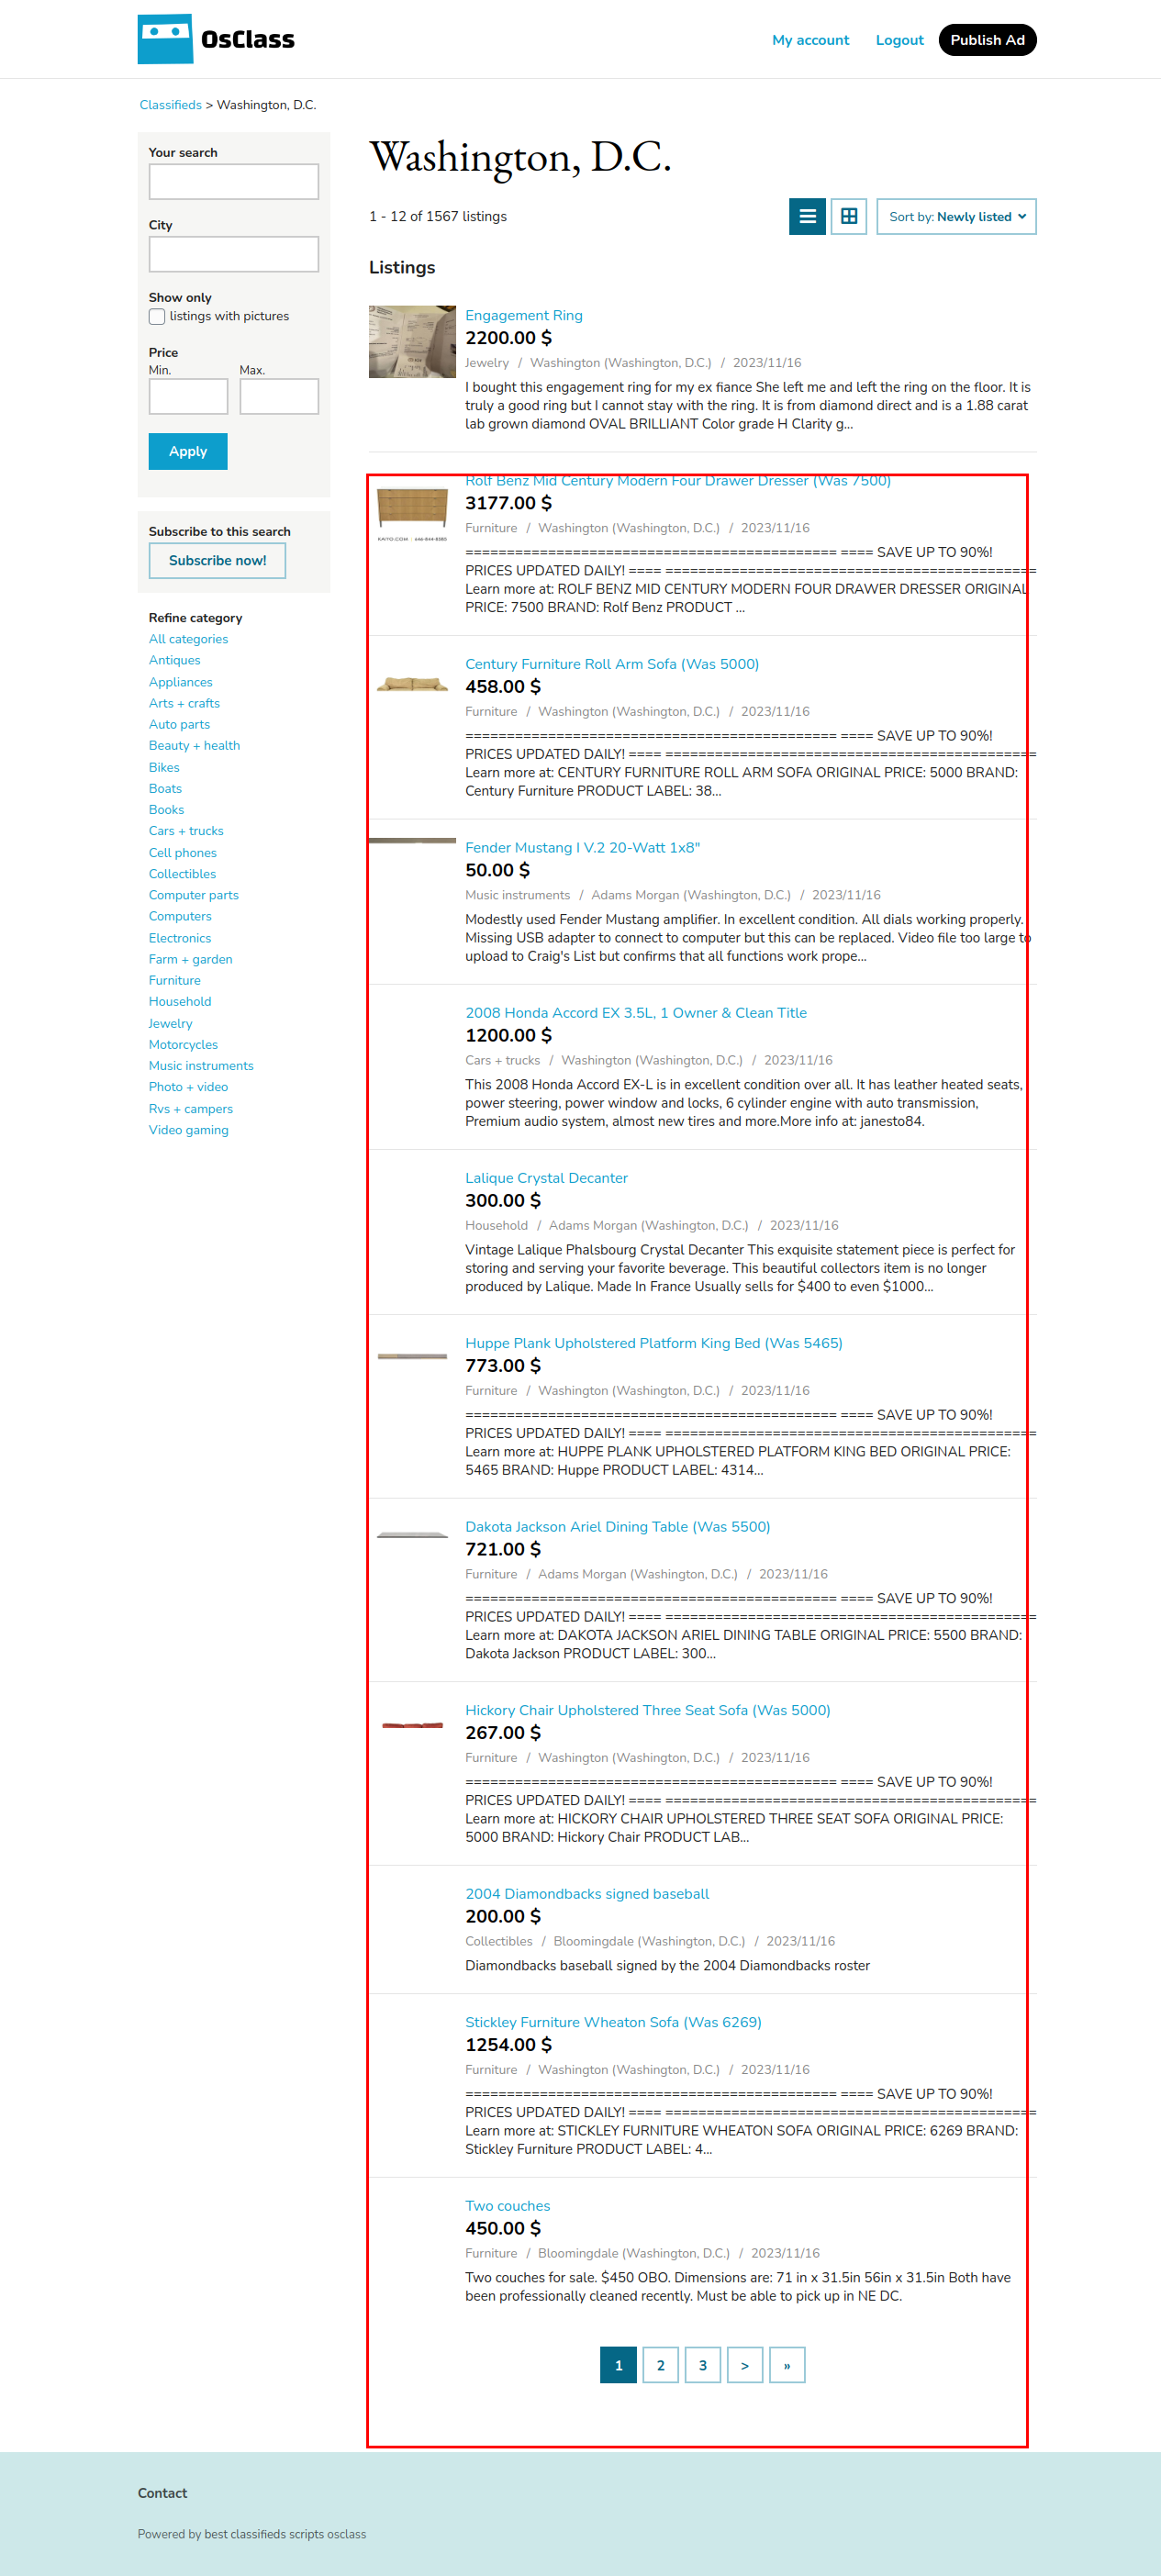 OsClass
My account
Logout
Publish Ad
Classifieds > Washington, D.C.
Your search
City
Show only
listings with pictures
Price
Min.
Max.
Apply
Subscribe to this search
Subscribe now!
Refine category
All categories
Antiques
Appliances
Arts + crafts
Auto parts
Beauty + health
Bikes
Boats
Books
Cars + trucks
Cell phones
Collectibles
Computer parts
Computers
Electronics
Farm + garden
Furniture
Household
Jewelry
Motorcycles
Music instruments
Photo + video
Rvs + campers
Video gaming
Washington, D.C.
1 - 12 of 1567 listings
Sort by: Newly listed
Listings
Engagement Ring
2200.00 $
Jewelry / Washington (Washington, D.C.) / 2023/11/16
I bought this engagement ring for my ex fiance She left me and left the ring on the floor. It is
truly a good ring but I cannot stay with the ring. It is from diamond direct and is a 1.88 carat
lab grown diamond OVAL BRILLIANT Color grade H Clarity g...
Rolf Benz Mid Century Modern Four Drawer Dresser (Was 7500)
3177.00 $
Furniture / Washington (Washington, D.C.) / 2023/11/16
KAIYO.COM | 646-844-8380
============================================= ==== SAVE UP TO 90%!
PRICES UPDATED DAILY! ==== =============================================
Learn more at: ROLF BENZ MID CENTURY MODERN FOUR DRAWER DRESSER ORIGINAL
PRICE: 7500 BRAND: Rolf Benz PRODUCT ...
Century Furniture Roll Arm Sofa (Was 5000)
458.00 $
Furniture / Washington (Washington, D.C.) / 2023/11/16
============================================= ==== SAVE UP TO 90%!
PRICES UPDATED DAILY! ==== =============================================
Learn more at: CENTURY FURNITURE ROLL ARM SOFA ORIGINAL PRICE: 5000 BRAND:
Century Furniture PRODUCT LABEL: 38...
Fender Mustang I V.2 20-Watt 1x8"
50.00 $
Music instruments / Adams Morgan (Washington, D.C.) / 2023/11/16
Modestly used Fender Mustang amplifier. In excellent condition. All dials working properly.
Missing USB adapter to connect to computer but this can be replaced. Video file too large to
upload to Craig's List but confirms that all functions work prope...
2008 Honda Accord EX 3.5L, 1 Owner & Clean Title
1200.00 $
Cars + trucks / Washington (Washington, D.C.) / 2023/11/16
This 2008 Honda Accord EX-L is in excellent condition over all. It has leather heated seats,
power steering, power window and locks, 6 cylinder engine with auto transmission,
Premium audio system, almost new tires and more.More info at: janesto84.
Lalique Crystal Decanter
300.00 $
Household / Adams Morgan (Washington, D.C.) / 2023/11/16
Vintage Lalique Phalsbourg Crystal Decanter This exquisite statement piece is perfect for
storing and serving your favorite beverage. This beautiful collectors item is no longer
produced by Lalique. Made In France Usually sells for $400 to even $1000...
Huppe Plank Upholstered Platform King Bed (Was 5465)
773.00 $
Furniture / Washington (Washington, D.C.) / 2023/11/16
============================================= ==== SAVE UP TO 90%!
PRICES UPDATED DAILY! ==== =============================================
Learn more at: HUPPE PLANK UPHOLSTERED PLATFORM KING BED ORIGINAL PRICE:
5465 BRAND: Huppe PRODUCT LABEL: 4314...
Dakota Jackson Ariel Dining Table (Was 5500)
721.00 $
Furniture / Adams Morgan (Washington, D.C.) / 2023/11/16
============================================= ==== SAVE UP TO 90%!
PRICES UPDATED DAILY! ==== =============================================
Learn more at: DAKOTA JACKSON ARIEL DINING TABLE ORIGINAL PRICE: 5500 BRAND:
Dakota Jackson PRODUCT LABEL: 300...
Hickory Chair Upholstered Three Seat Sofa (Was 5000)
267.00 $
Furniture / Washington (Washington, D.C.) / 2023/11/16
============================================= ==== SAVE UP TO 90%!
PRICES UPDATED DAILY! ==== =============================================
Learn more at: HICKORY CHAIR UPHOLSTERED THREE SEAT SOFA ORIGINAL PRICE:
5000 BRAND: Hickory Chair PRODUCT LAB...
2004 Diamondbacks signed baseball
200.00 $
Collectibles / Bloomingdale (Washington, D.C.) / 2023/11/16
Diamondbacks baseball signed by the 2004 Diamondbacks roster
Stickley Furniture Wheaton Sofa (Was 6269)
1254.00 $
Furniture / Washington (Washington, D.C.) / 2023/11/16
============================================= ==== SAVE UP TO 90%!
PRICES UPDATED DAILY! ==== =============================================
Learn more at: STICKLEY FURNITURE WHEATON SOFA ORIGINAL PRICE: 6269 BRAND:
Stickley Furniture PRODUCT LABEL: 4...
Two couches
450.00 $
Furniture / Bloomingdale (Washington, D.C.) / 2023/11/16
Two couches for sale. $450 OBO. Dimensions are: 71 in x 31.5in 56in x 31.5in Both have
been professionally cleaned recently. Must be able to pick up in NE DC.
1 2 3 > »
Contact
Powered by best classifieds scripts osclass